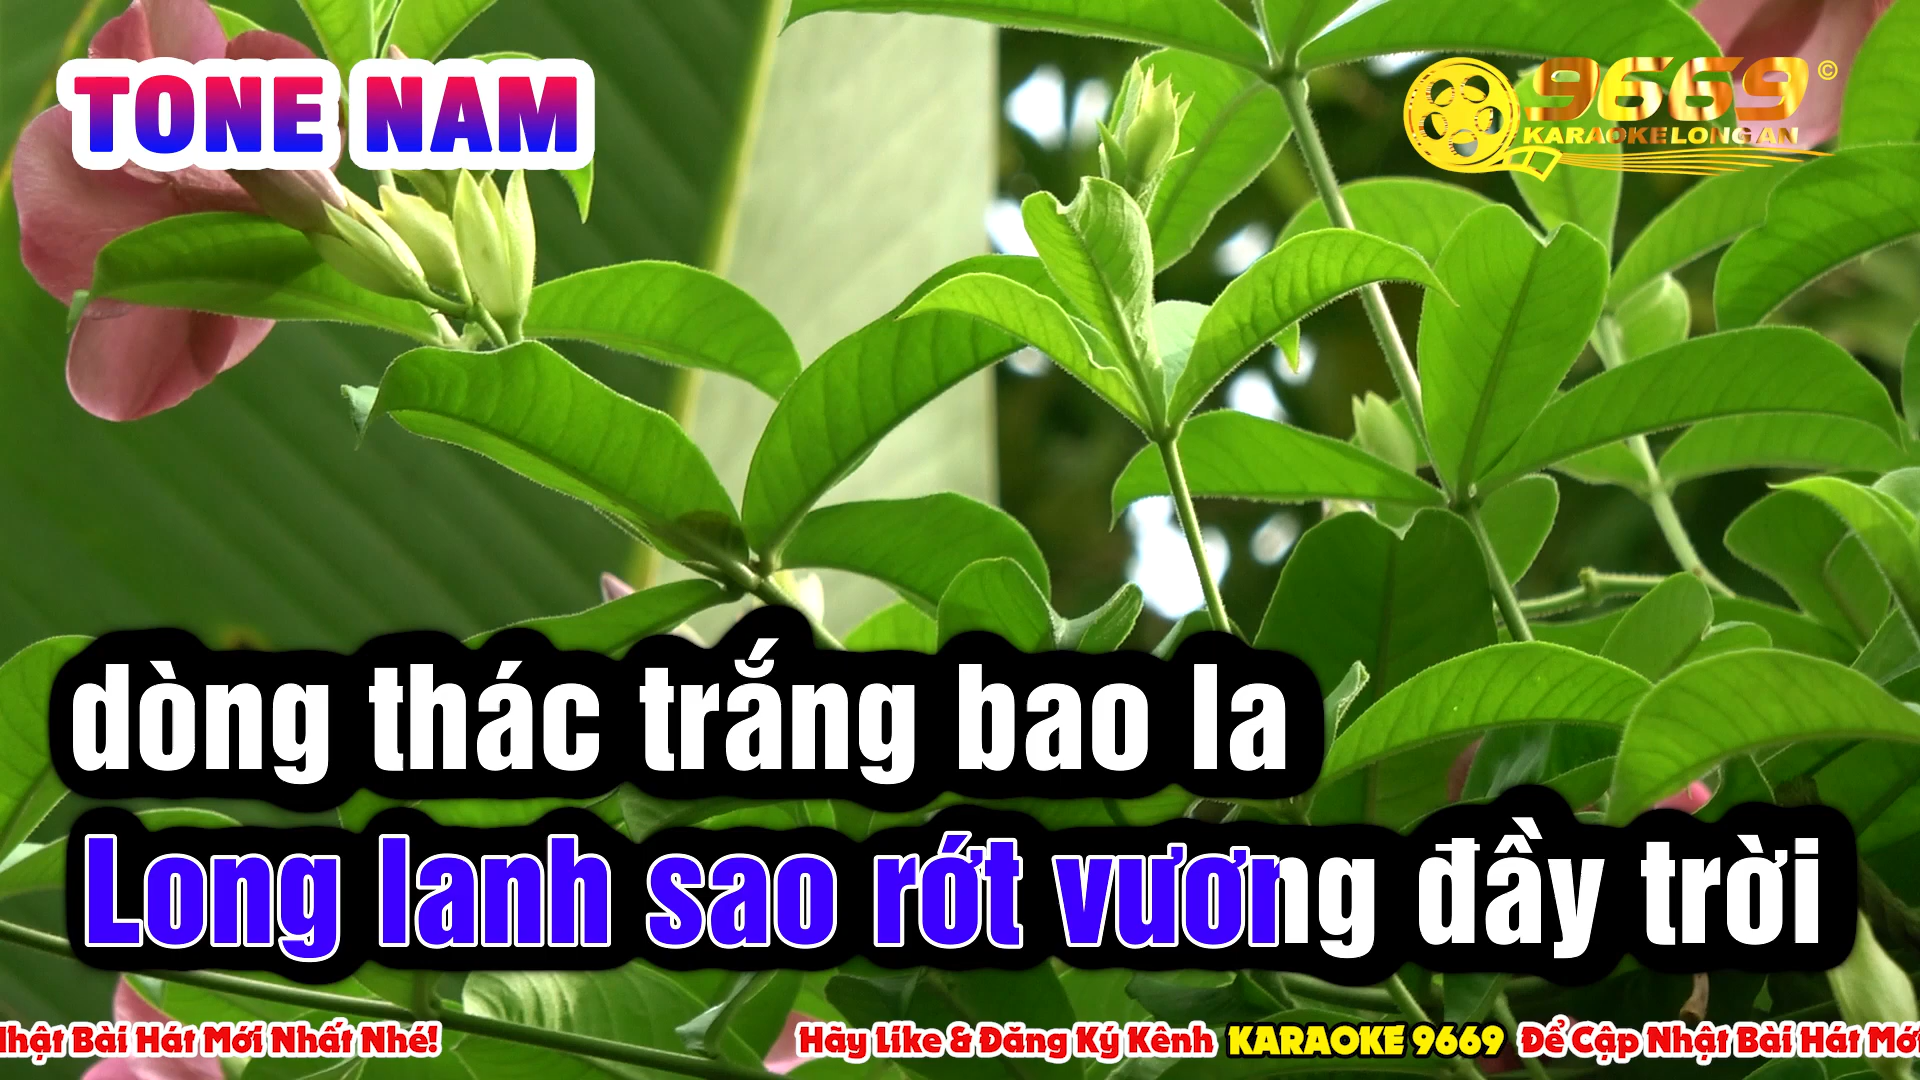 TONE NAM
9669©
KARAOKE LONG AN
dòng thác trắng bao la
Long lanh sao rớt vương đầy trời
Nhật Bài Hát Mới Nhất Nhé! Hãy Like & Đăng Ký Kênh KARAOKE 9669 Để Cập Nhật Bài Hát Mới